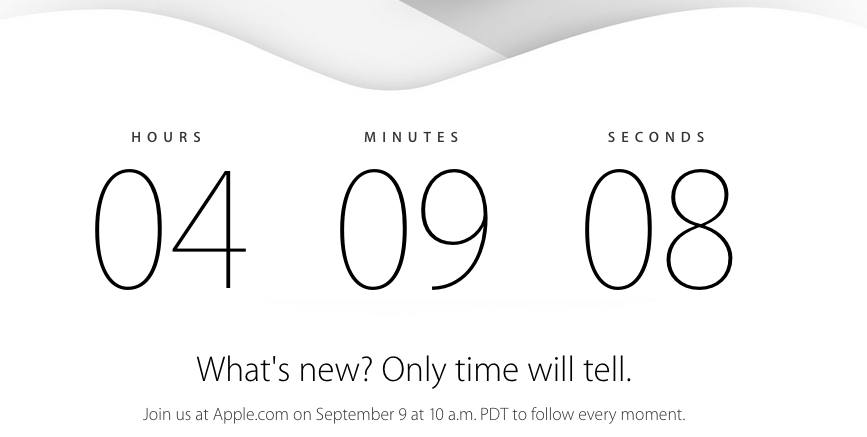 HOURS MINUTES SECONDS
04 09 08
What's new? Only time will tell.
Join us at Apple.com on September 9 at 10 a.m. PDT to follow every moment.